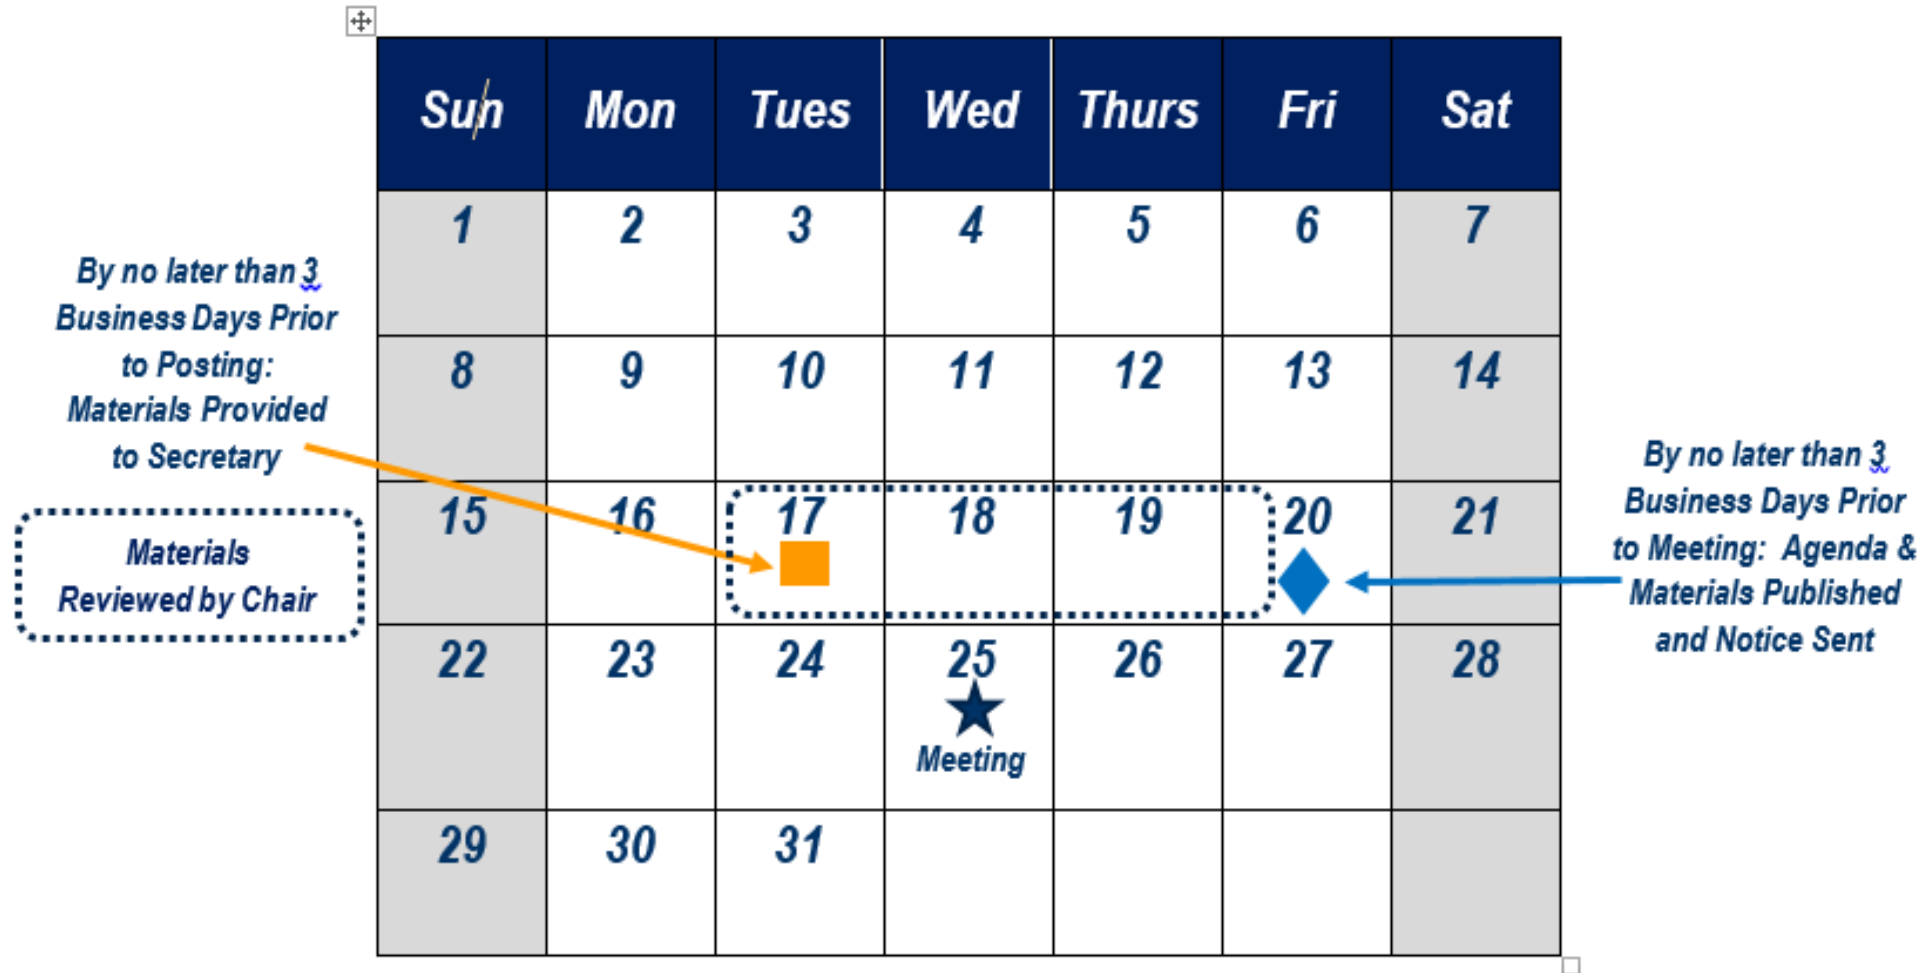 Sun Mon Tues Wed Thurs Fri Sat
1 2 3 4 5 6 7
By no later than 3
Business Days Prior
to Posting:
Materials Provided
to Secretary
8 9 10 11 12 13 14
Materials
Reviewed by Chair
15 16 17 18 19 20 21
By no later than 3
Business Days Prior
to Meeting: Agenda &
Materials Published
and Notice Sent
22 23 24 25 26 27 28
Meeting
29 30 31